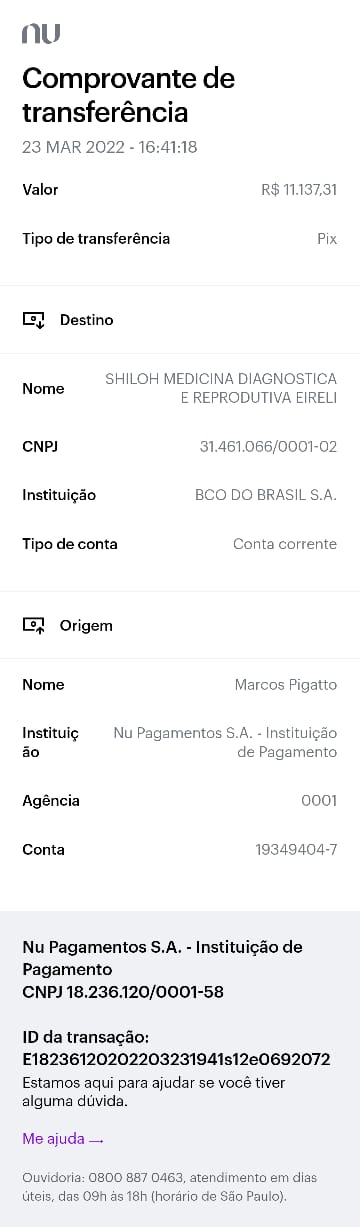 nu
Comprovante de
transferência
23 MAR 2022 - 16:41:18
Valor R$ 11.137,31
Tipo de transferência Pix
Destino
Nome SHILOH MEDICINA DIAGNOSTICA
E REPRODUTIVA EIRELI
CNPJ 31.461.066/0001-02
Instituição BCO DO BRASIL S.A.
Tipo de conta Conta corrente
Origem
Nome Marcos Pigatto
Instituiç Nu Pagamentos S.A. - Instituição
ão de Pagamento
Agência 0001
Conta 19349404-7
Nu Pagamentos S.A. - Instituição de
Pagamento
CNPJ 18.236.120/0001-58
ID da transação:
E18236120202203231941s12e0692072
Estamos aqui para ajudar se você tiver
alguma dúvida.
Me ajuda →
Ouvidoria: 0800 887 0463, atendimento em dias
úteis, das 09h às 18h (horário de São Paulo).